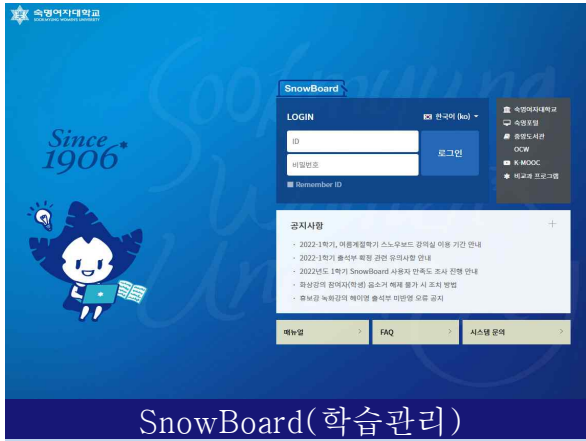 숙명여자대학교
SOOKMYUNG WOMEN'S UNIVERSITY
Sookmyung
Women's
University
Since
1906*
SnowBoard
LOGIN
한국어 (ko)
ID
비밀번호
로그인
Remember ID
숙명여자대학교
숙명포털
중앙도서관
OCW
K-MOOC
비교과 프로그램
공지사항
+
· 2022-1학기, 여름계절학기 스노우보드 강의실 이용 기간 안내
· 2022-1학기 출석부 확정 관련 유의사항 안내
· 2022년도 1학기 SnowBoard 사용자 만족도 조사 진행 안내
· 화상강의 참여자(학생) 음소거 해제 불가 시 조치 방법
· 휴보강 녹화강의 헤이영 출석부 미반영 오류 공지
매뉴얼 >
FAQ >
시스템 문의 >
SnowBoard(학습관리)